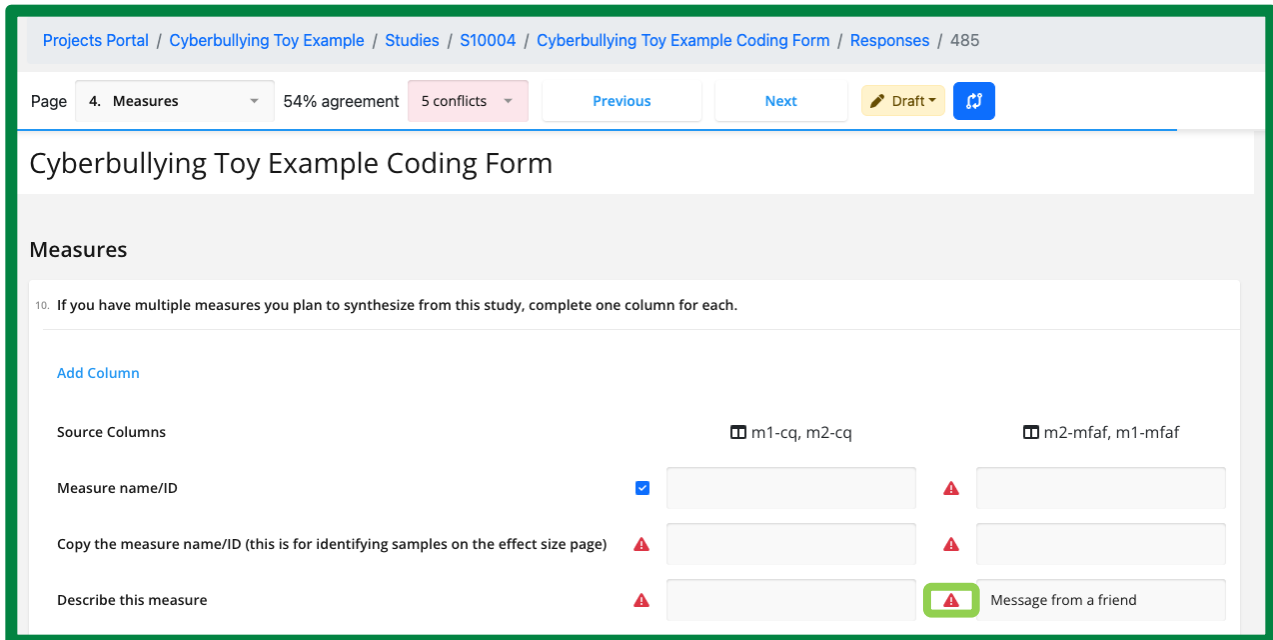 Projects Portal / Cyberbullying Toy Example / Studies / S10004 / Cyberbullying Toy Example Coding Form / Responses / 485
Page 4. Measures 54% agreement 5 conflicts Previous Next Draft
Cyberbullying Toy Example Coding Form
Measures
10. If you have multiple measures you plan to synthesize from this study, complete one column for each.
Add Column
Source Columns m1-cq, m2-cq m2-mfaf, m1-mfaf
Measure name/ID
Copy the measure name/ID (this is for identifying samples on the effect size page)
Describe this measure Message from a friend